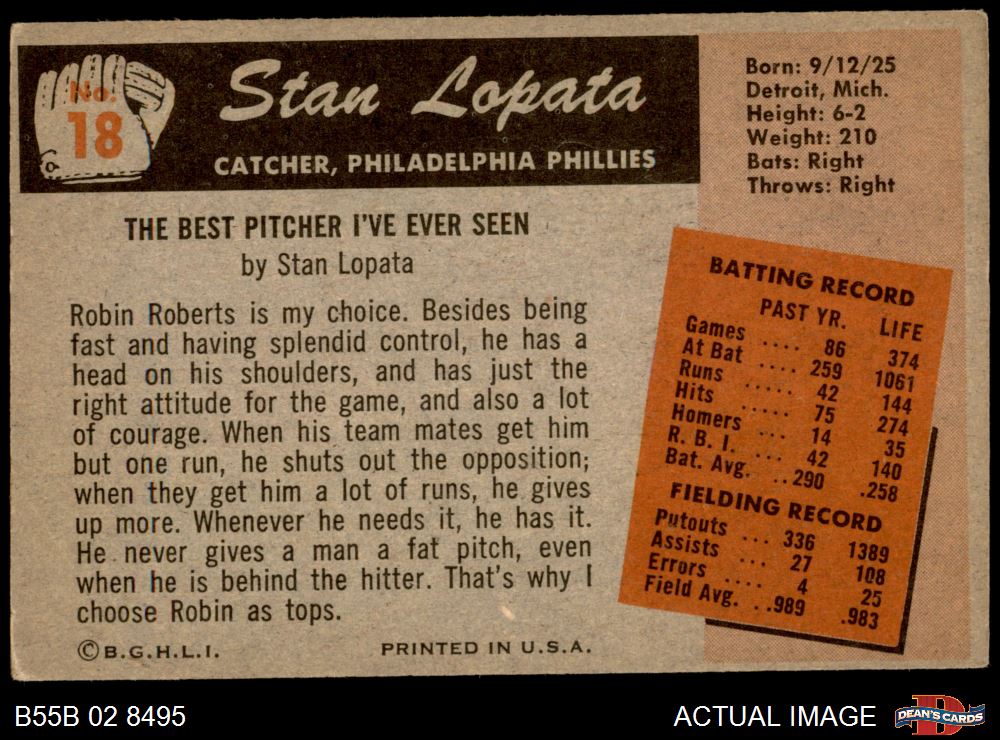 No.
18
Stan Lopata
CATCHER, PHILADELPHIA PHILLIES
Born: 9/12/25
Detroit, Mich.
Height: 6-2
Weight: 210
Bats: Right
Throws: Right
THE BEST PITCHER I'VE EVER SEEN
by Stan Lopata
Robin Roberts is my choice. Besides being
fast and having splendid control, he has a
head on his shoulders, and has just the
right attitude for the game, and also a lot
of courage. When his team mates get him
but one run, he shuts out the opposition;
when they get him a lot of runs, he gives
up more. Whenever he needs it, he has it.
He never gives a man a fat pitch, even
when he is behind the hitter. That's why I
choose Robin as tops.
BATTING RECORD
PAST YR. LIFE
Games .... 86 374
At Bat .... 259 1061
Runs ..... 42 144
Hits ..... 75 274
Homers ... 14 35
R. B. I. ... 42 140
Bat. Avg. .. .290 .258
FIELDING RECORD
Putouts ... 336 1389
Assists ... 27 108
Errors .... 4 25
Field Avg. . .989 .983
©B.G.H.L.I. PRINTED IN U.S.A.
B55B 02 8495
ACTUAL IMAGE
D
DEAN'S CARDS